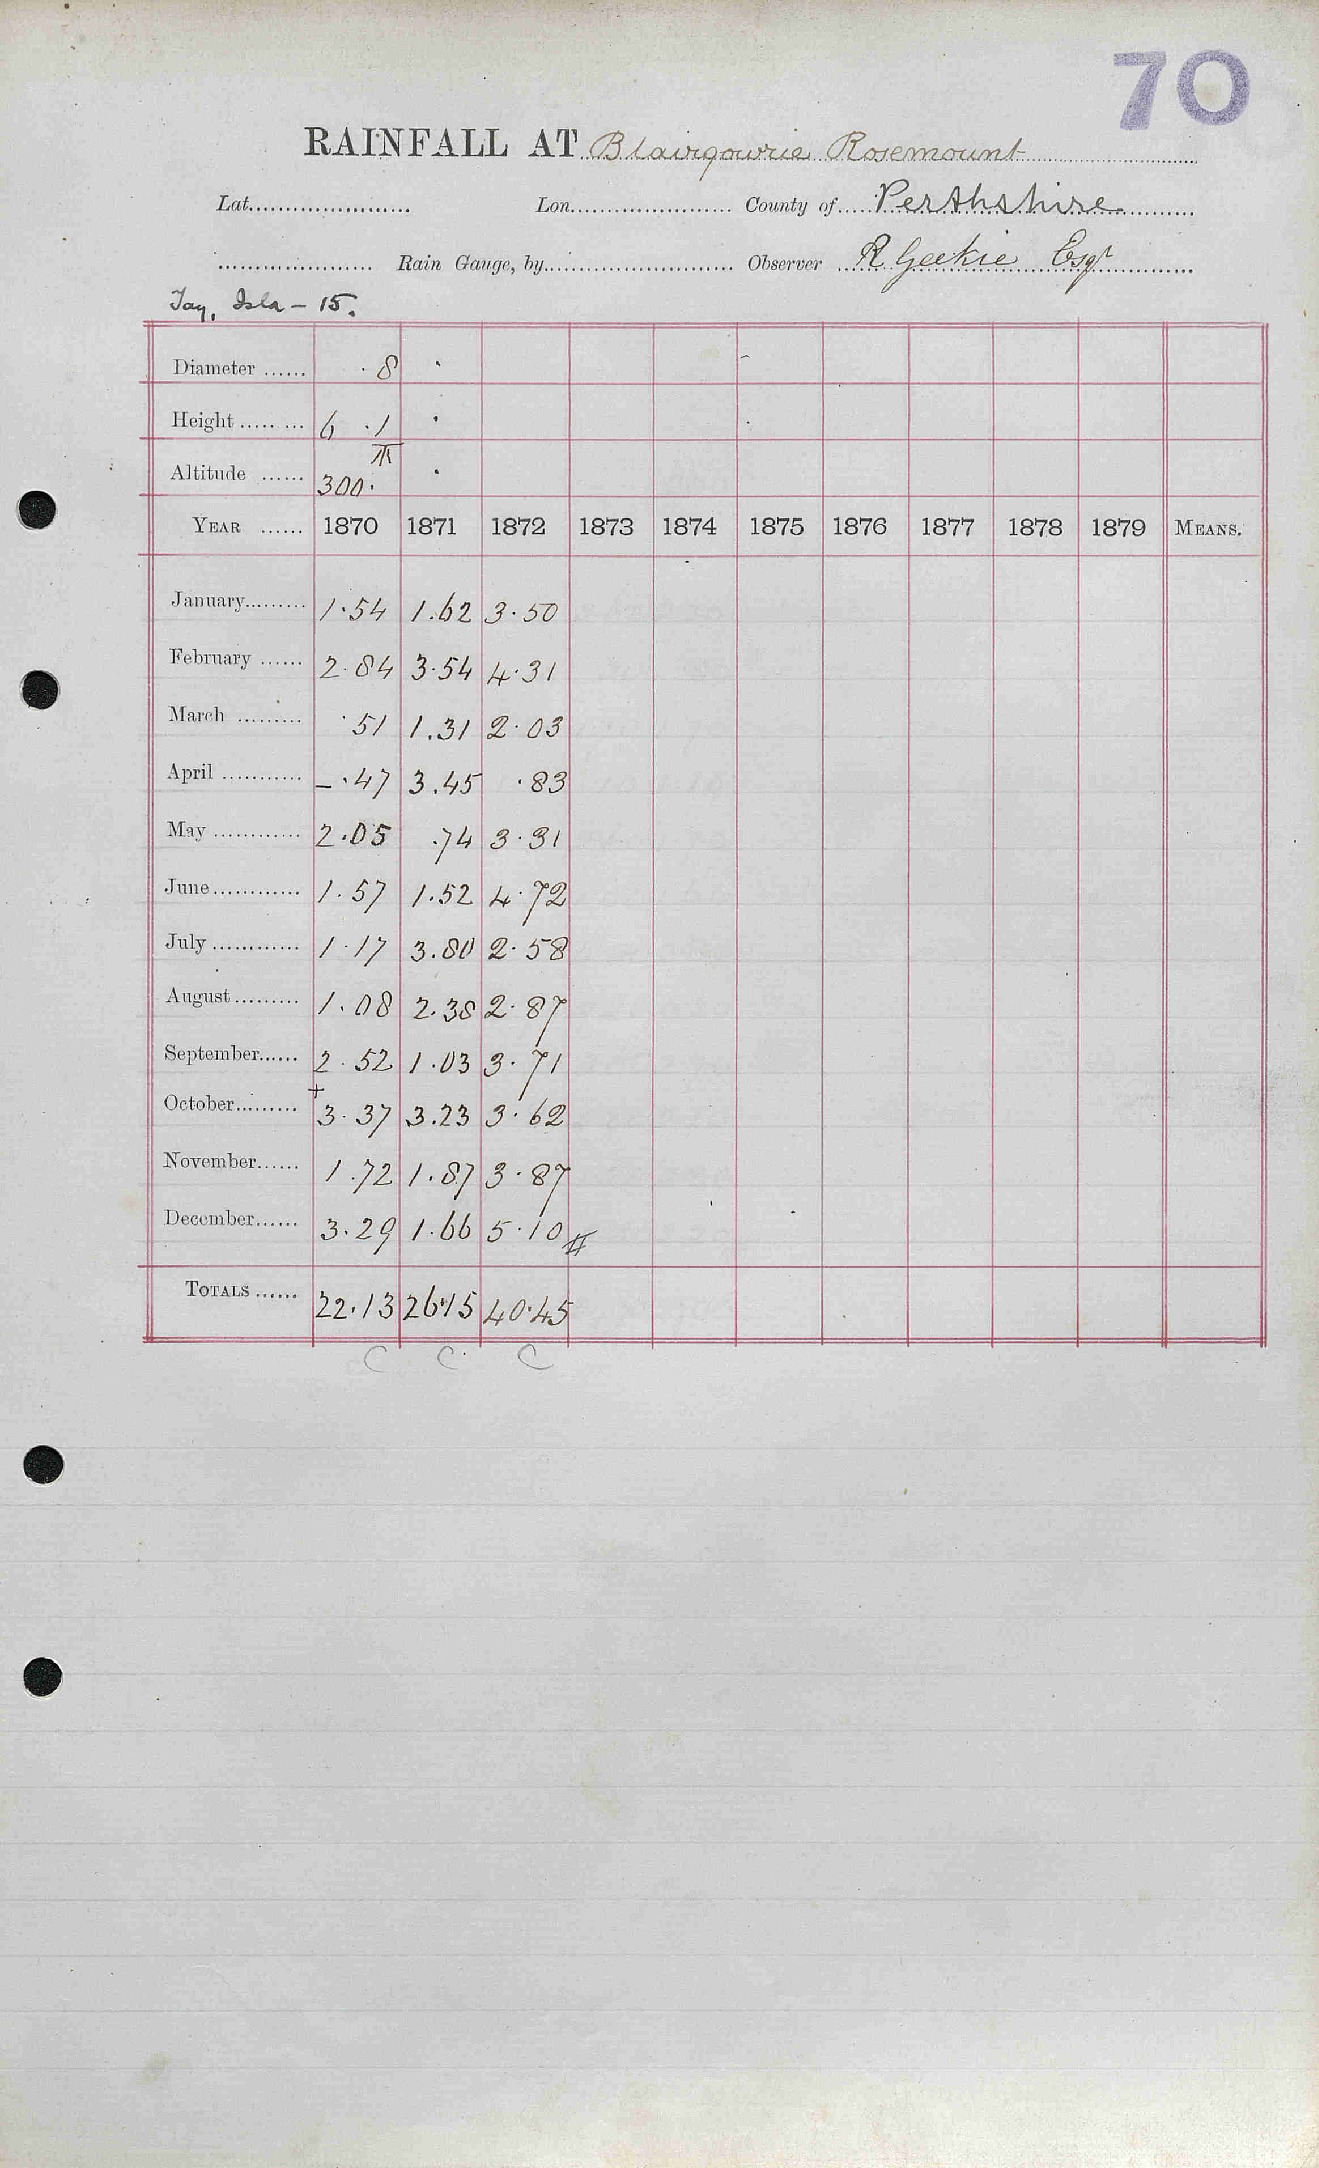 70
RAINFALL AT Blairgowrie Rosemount
Lat. Lon. County of Perthshire
Rain Gauge, by Observer R Geekie Esqr
Tay, Isla – 15.
Diameter ...... · 8 ·
Height ........ 6 · 1 ·
III
Altitude ...... 300· ·
YEAR ...... 1870 1871 1872 1873 1874 1875 1876 1877 1878 1879 MEANS.
January......... 1·54 1.62 3·50
February ...... 2·84 3·54 4·31
March ......... ·51 1.31 2·03
April ........... –·47 3.45 ·83
May ............ 2·05 ·74 3·31
June............ 1·57 1·52 4·72
July ............ 1·17 3.80 2·58
August......... 1·08 2·38 2·87
September...... 2·52 1·03 3·71
October......... +3·37 3.23 3·62
November...... 1·72 1·87 3·87
December...... 3·29 1·66 5·10 II
TOTALS ...... 22·13 26·15 40·45
C C C